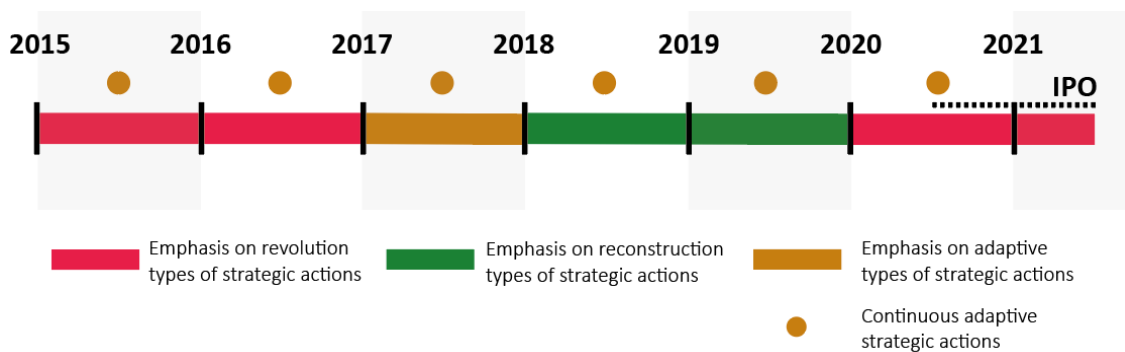 2015 2016 2017 2018 2019 2020 2021
IPO
Emphasis on revolution
types of strategic actions
Emphasis on reconstruction
types of strategic actions
Emphasis on adaptive
types of strategic actions
Continuous adaptive
strategic actions